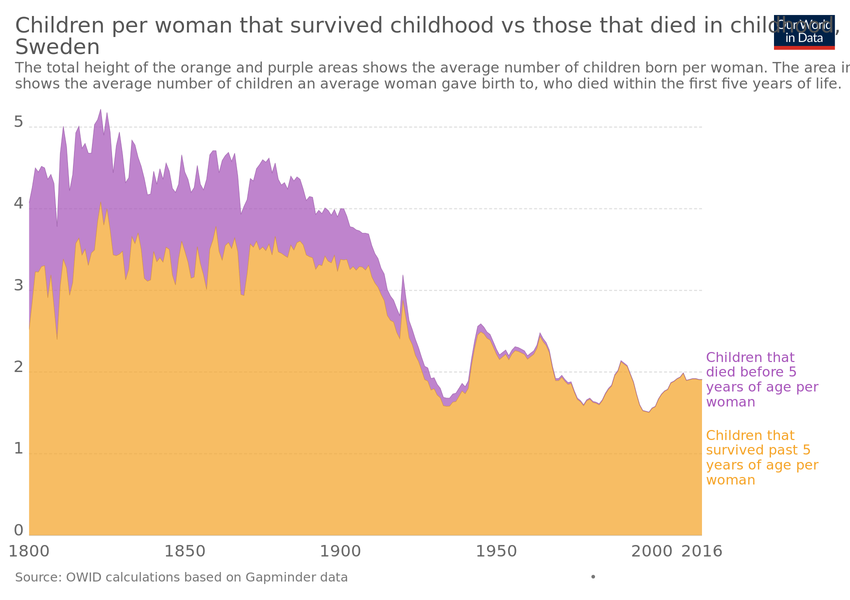 Children per woman that survived childhood vs those that died in childhood,
Sweden
Our World
in Data
The total height of the orange and purple areas shows the average number of children born per woman. The area in
shows the average number of children an average woman gave birth to, who died within the first five years of life.
5
4
3
2
1
0
Children that
died before 5
years of age per
woman
Children that
survived past 5
years of age per
woman
1800 1850 1900 1950 2000 2016
Source: OWID calculations based on Gapminder data
•